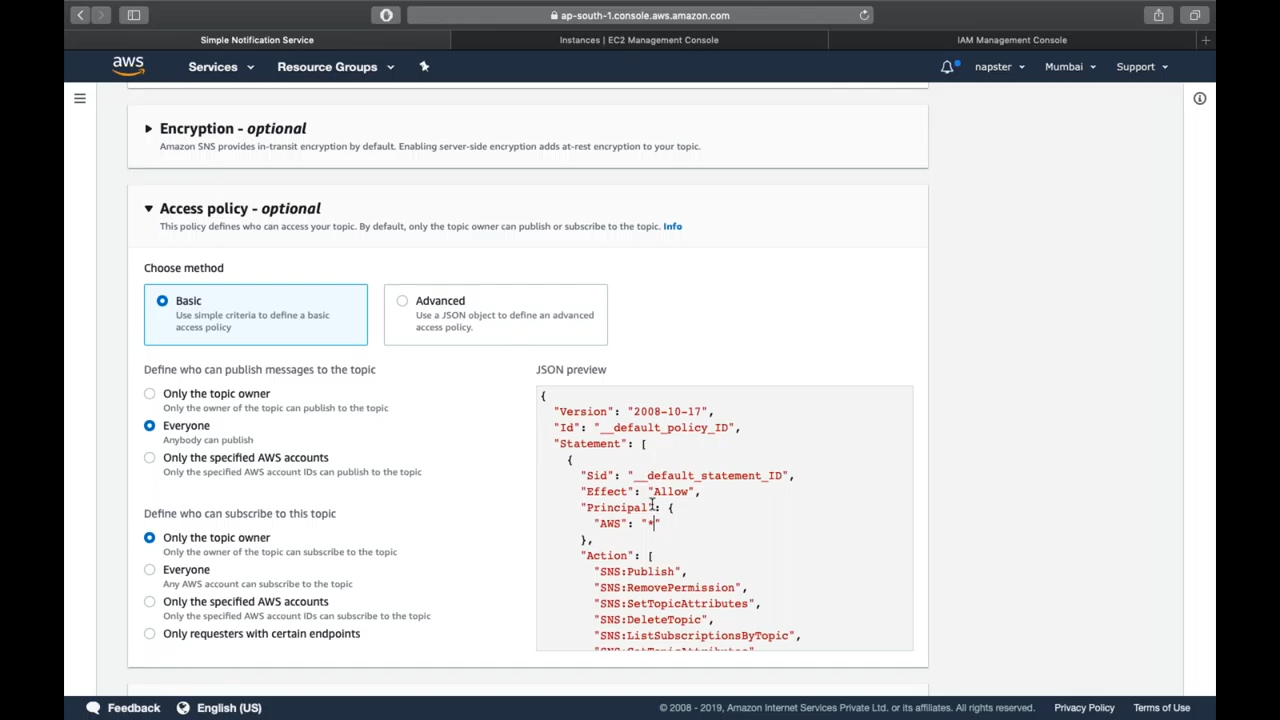 ap-south-1.console.aws.amazon.com
Simple Notification Service
Instances | EC2 Management Console
IAM Management Console
aws
Services
Resource Groups
napster
Mumbai
Support
Encryption - optional
Amazon SNS provides in-transit encryption by default. Enabling server-side encryption adds at-rest encryption to your topic.
Access policy - optional
This policy defines who can access your topic. By default, only the topic owner can publish or subscribe to the topic. Info
Choose method
Basic
Use simple criteria to define a basic
access policy
Advanced
Use a JSON object to define an advanced
access policy.
Define who can publish messages to the topic
Only the topic owner
Only the owner of the topic can publish to the topic
Everyone
Anybody can publish
Only the specified AWS accounts
Only the specified AWS account IDs can publish to the topic
Define who can subscribe to this topic
Only the topic owner
Only the owner of the topic can subscribe to the topic
Everyone
Any AWS account can subscribe to the topic
Only the specified AWS accounts
Only the specified AWS account IDs can subscribe to the topic
Only requesters with certain endpoints
JSON preview
{
"Version": "2008-10-17",
"Id": "__default_policy_ID",
"Statement": [
{
"Sid": "__default_statement_ID",
"Effect": "Allow",
"Principal": {
"AWS": "*"
},
"Action": [
"SNS:Publish",
"SNS:RemovePermission",
"SNS:SetTopicAttributes",
"SNS:DeleteTopic",
"SNS:ListSubscriptionsByTopic",
"SNS:GetTopicAttributes",
Feedback
English (US)
© 2008 - 2019, Amazon Internet Services Private Ltd. or its affiliates. All rights reserved.
Privacy Policy
Terms of Use